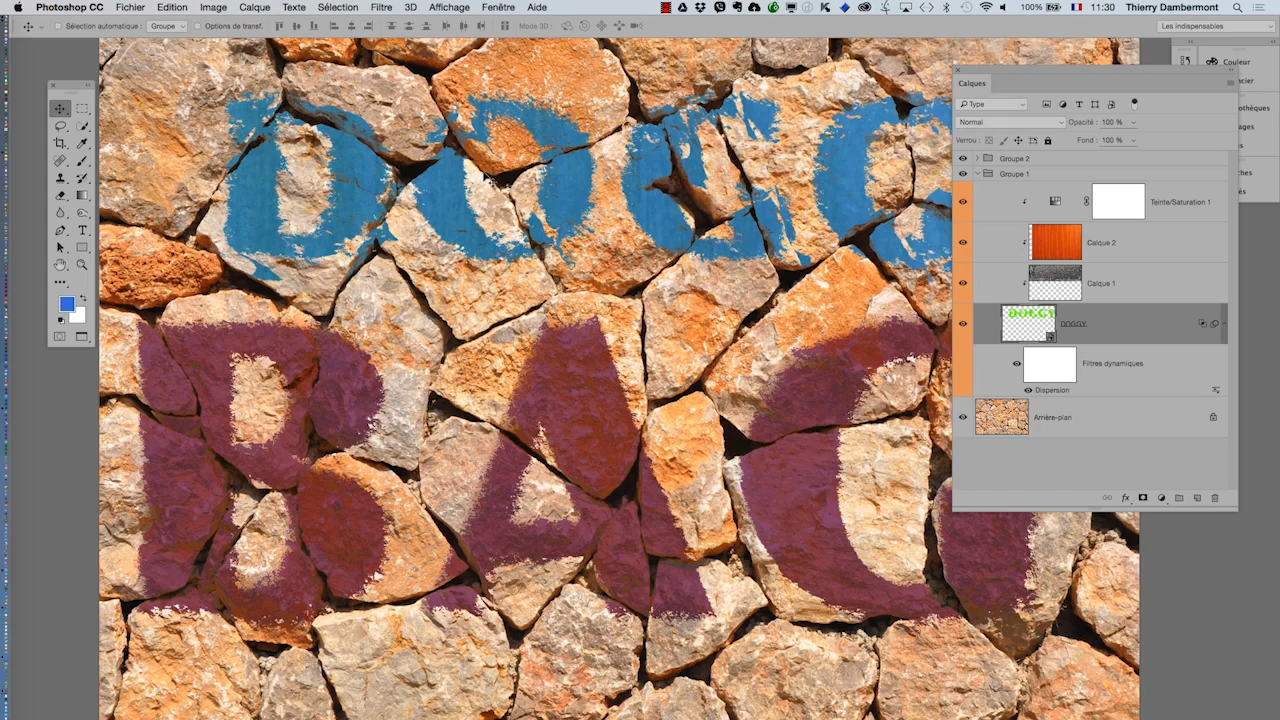 Photoshop CC Fichier Edition Image Calque Texte Sélection Filtre 3D Affichage Fenêtre Aide 100% 11:30 Thierry Dambermont
Sélection automatique : Groupe Options de transf. Mode 3D : Les indispensables
Calques
Couleur
Type
Normal Opacité : 100 %
Verrou : Fond : 100 %
Groupe 2
Groupe 1
Teinte/Saturation 1
Calque 2
Calque 1
DOGGY
DOGGY
Filtres dynamiques
Dispersion
Arrière-plan
fx